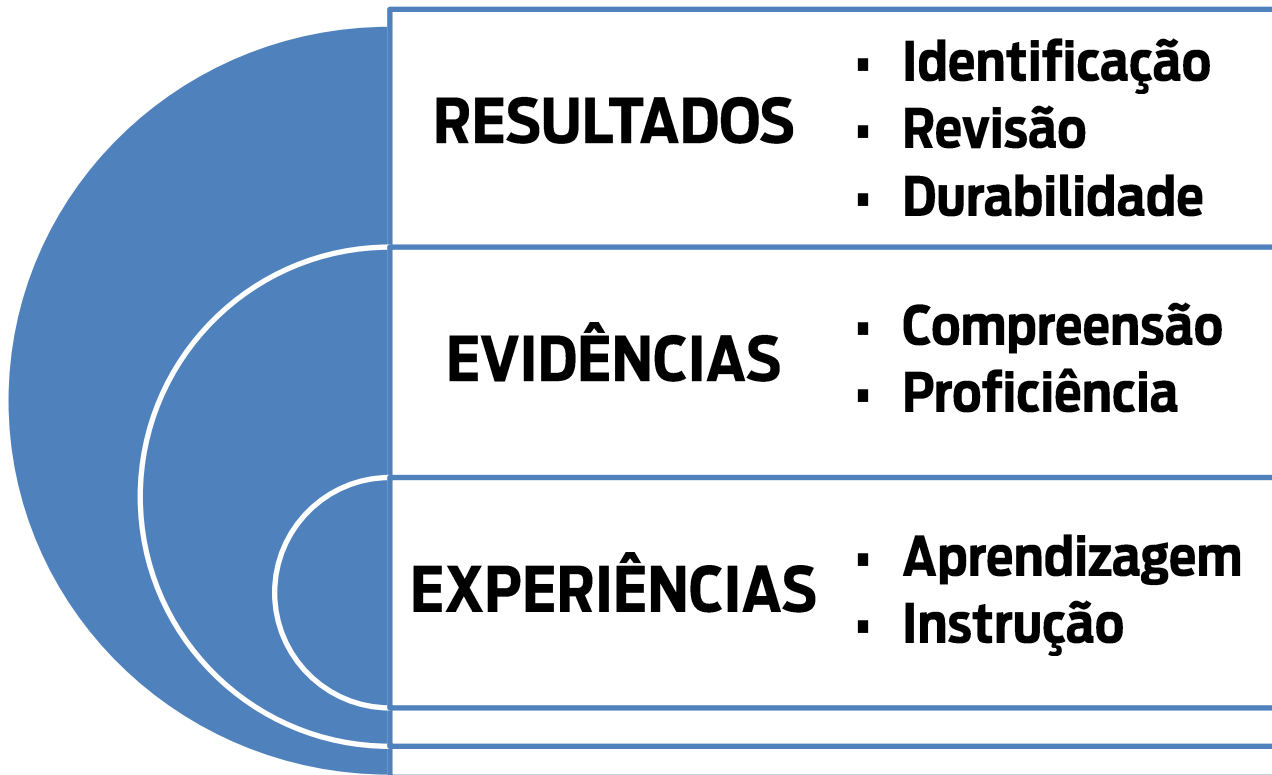 RESULTADOS
▪ Identificação
▪ Revisão
▪ Durabilidade
EVIDÊNCIAS
▪ Compreensão
▪ Proficiência
EXPERIÊNCIAS
▪ Aprendizagem
▪ Instrução